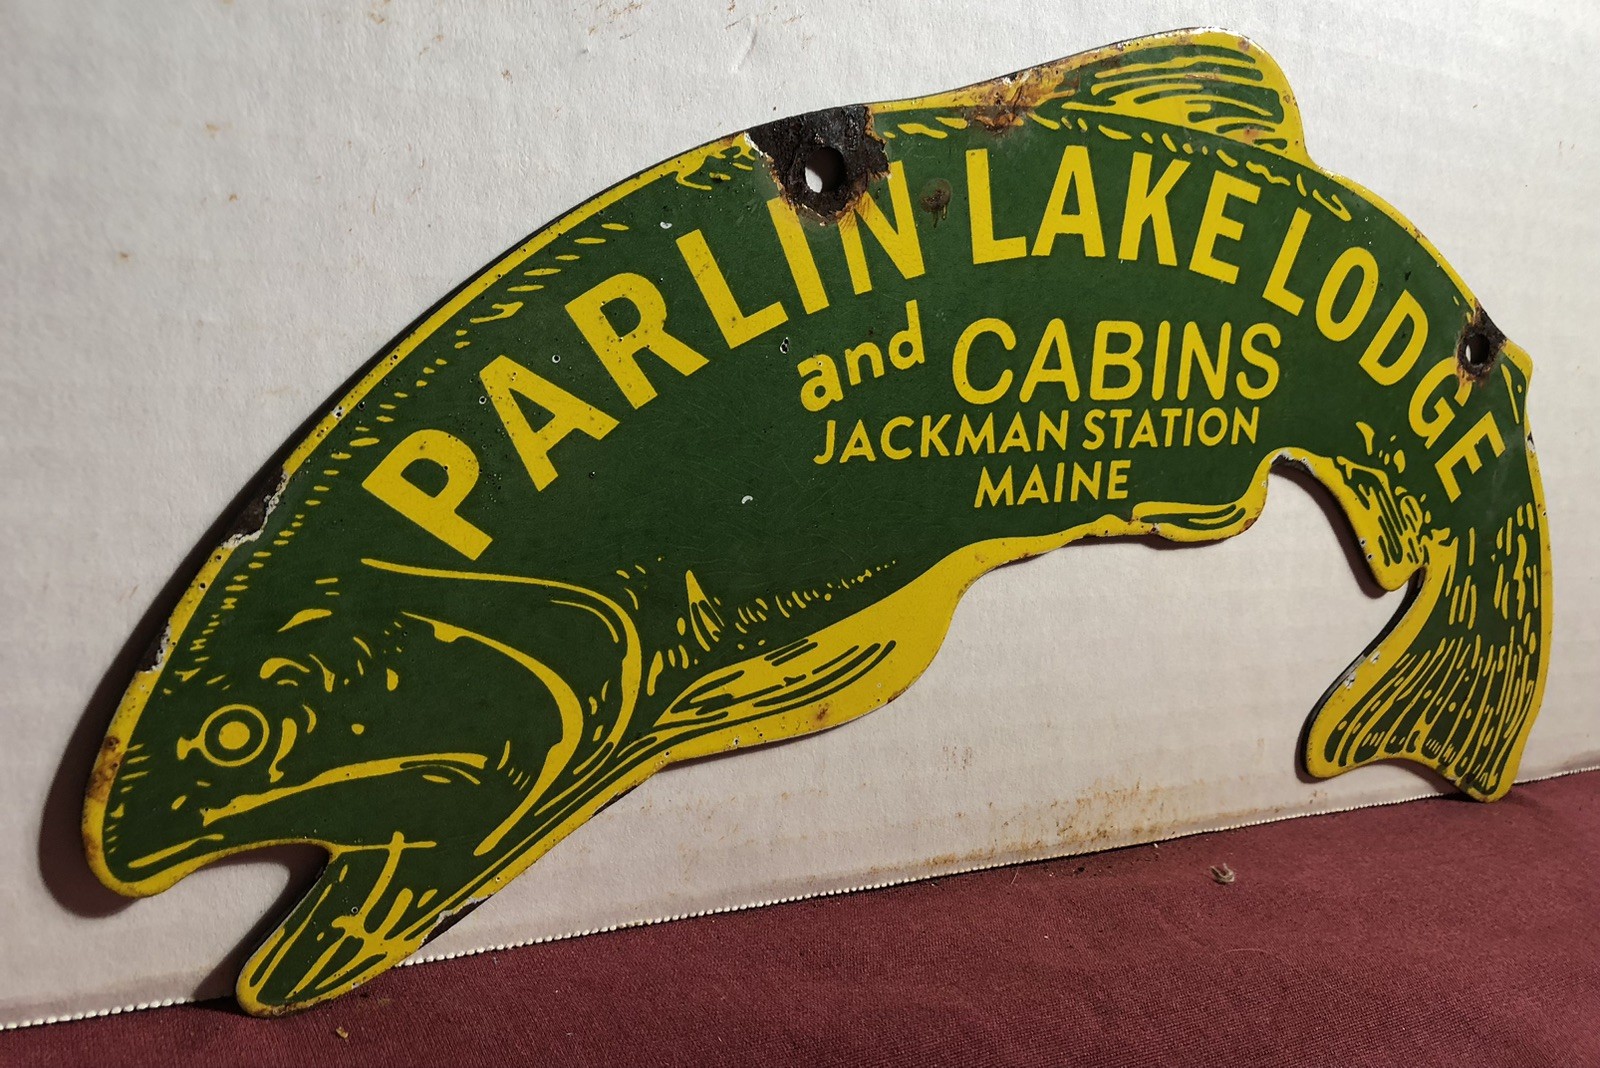 PARLIN LAKE LODGE
and CABINS
JACKMAN STATION
MAINE